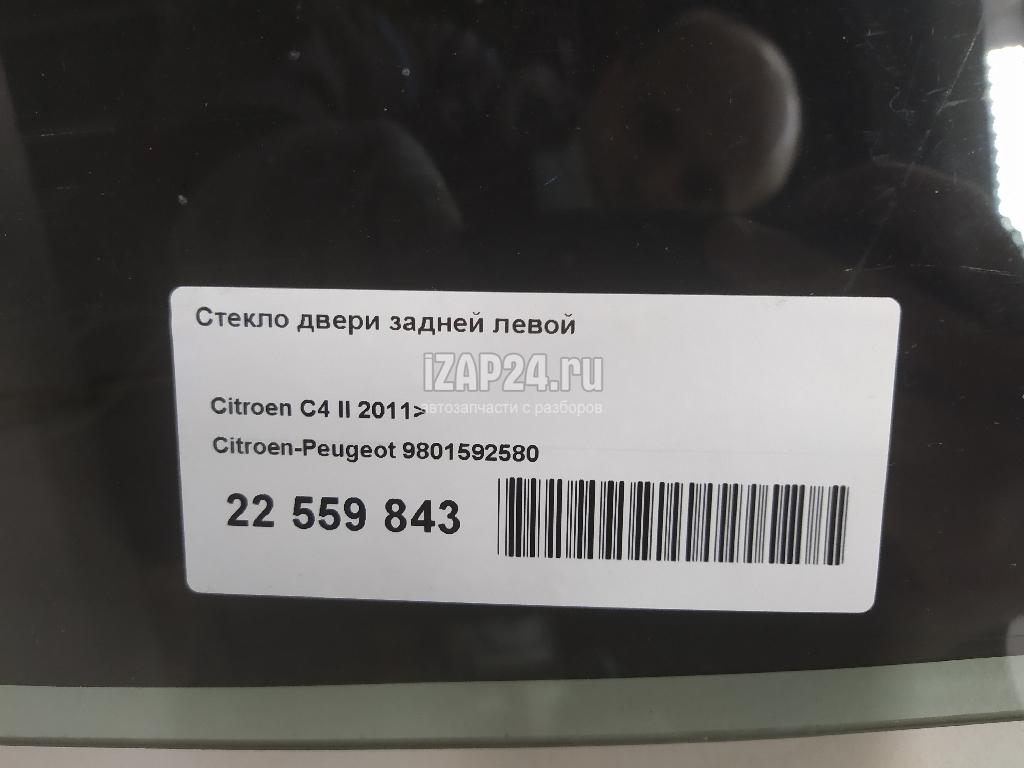 Стекло двери задней левой
iZAP24.ru
автозапчасти с разборов
Citroen C4 II 2011>
Citroen-Peugeot 9801592580
22 559 843